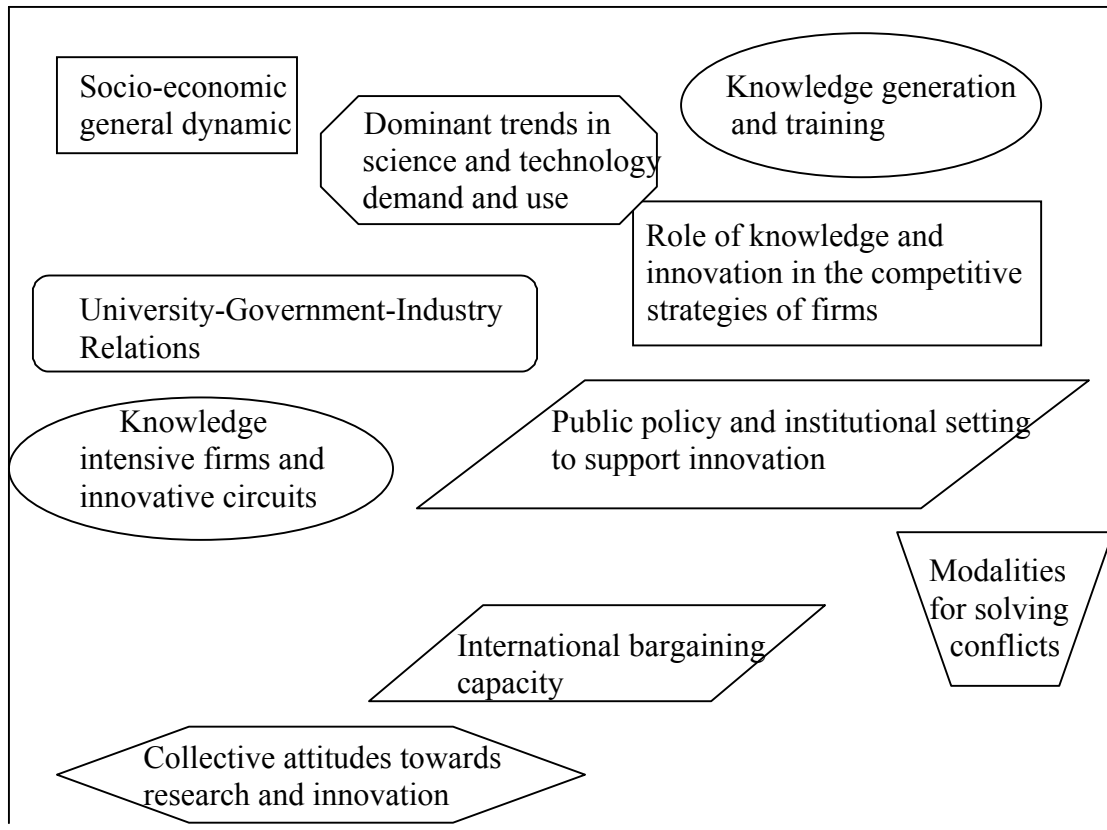 Socio-economic
general dynamic
Dominant trends in
science and technology
demand and use
Knowledge generation
and training
Role of knowledge and
innovation in the competitive
strategies of firms
University-Government-Industry
Relations
Knowledge
intensive firms and
innovative circuits
Public policy and institutional setting
to support innovation
Modalities
for solving
conflicts
International bargaining
capacity
Collective attitudes towards
research and innovation